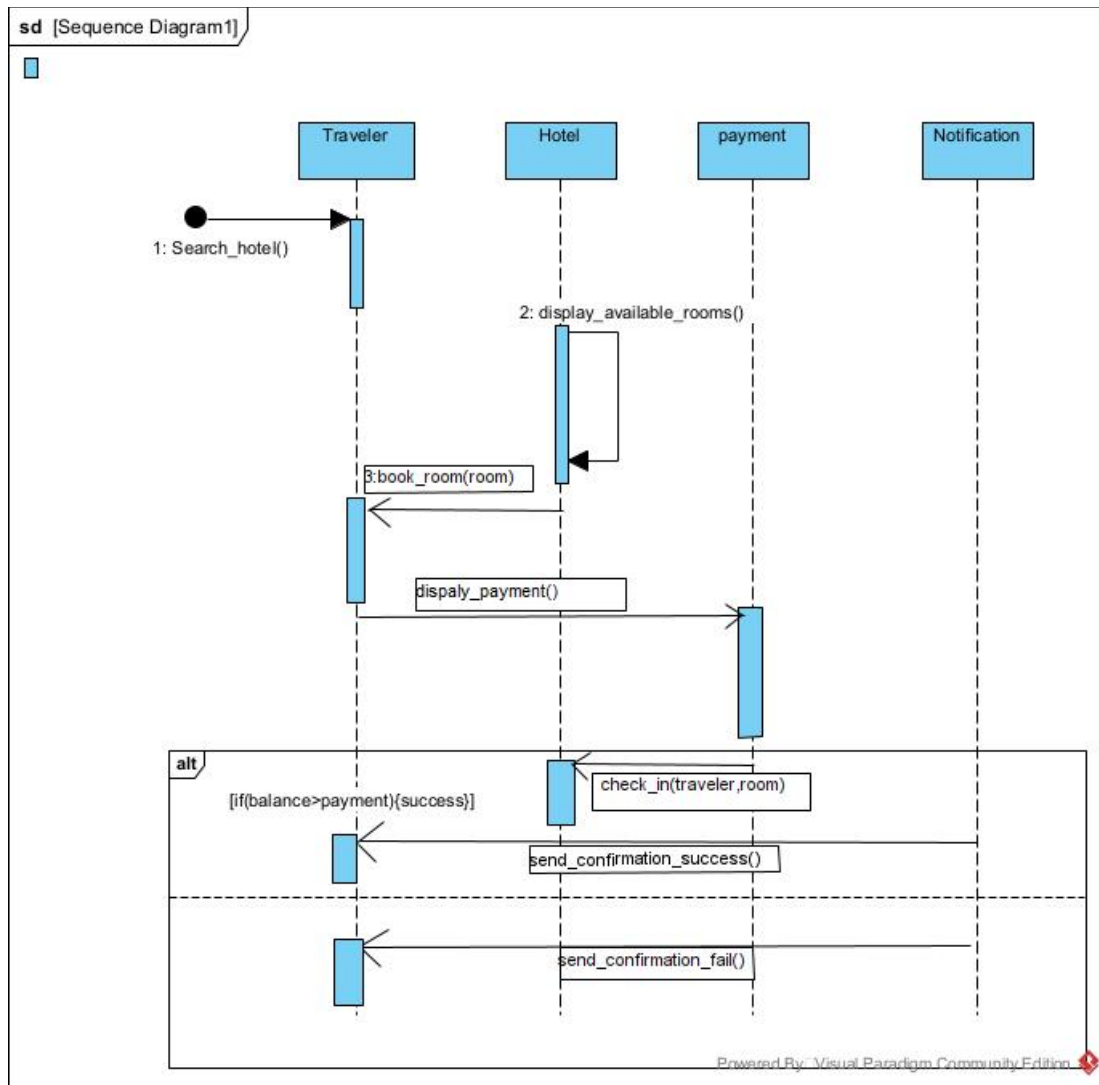 sd [Sequence Diagram1]
Traveler
Hotel
payment
Notification
1: Search_hotel()
2: display_available_rooms()
3:book_room(room)
dispaly_payment()
alt
check_in(traveler,room)
[if(balance>payment){success}]
send_confirmation_success()
send_confirmation_fail()
Powered By Visual Paradigm Community Edition